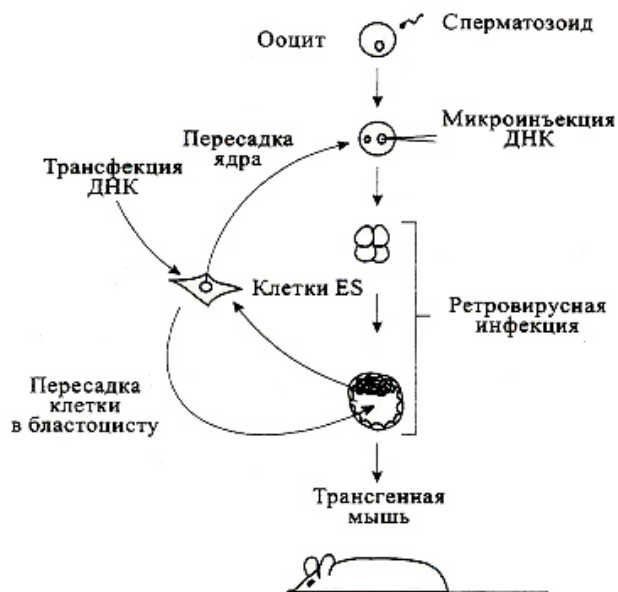 Сперматозоид
Ооцит
Микроинъекция
ДНК
Пересадка
ядра
Трансфекция
ДНК
Клетки ES
Ретровирусная
инфекция
Пересадка
клетки
в бластоцисту
Трансгенная
мышь